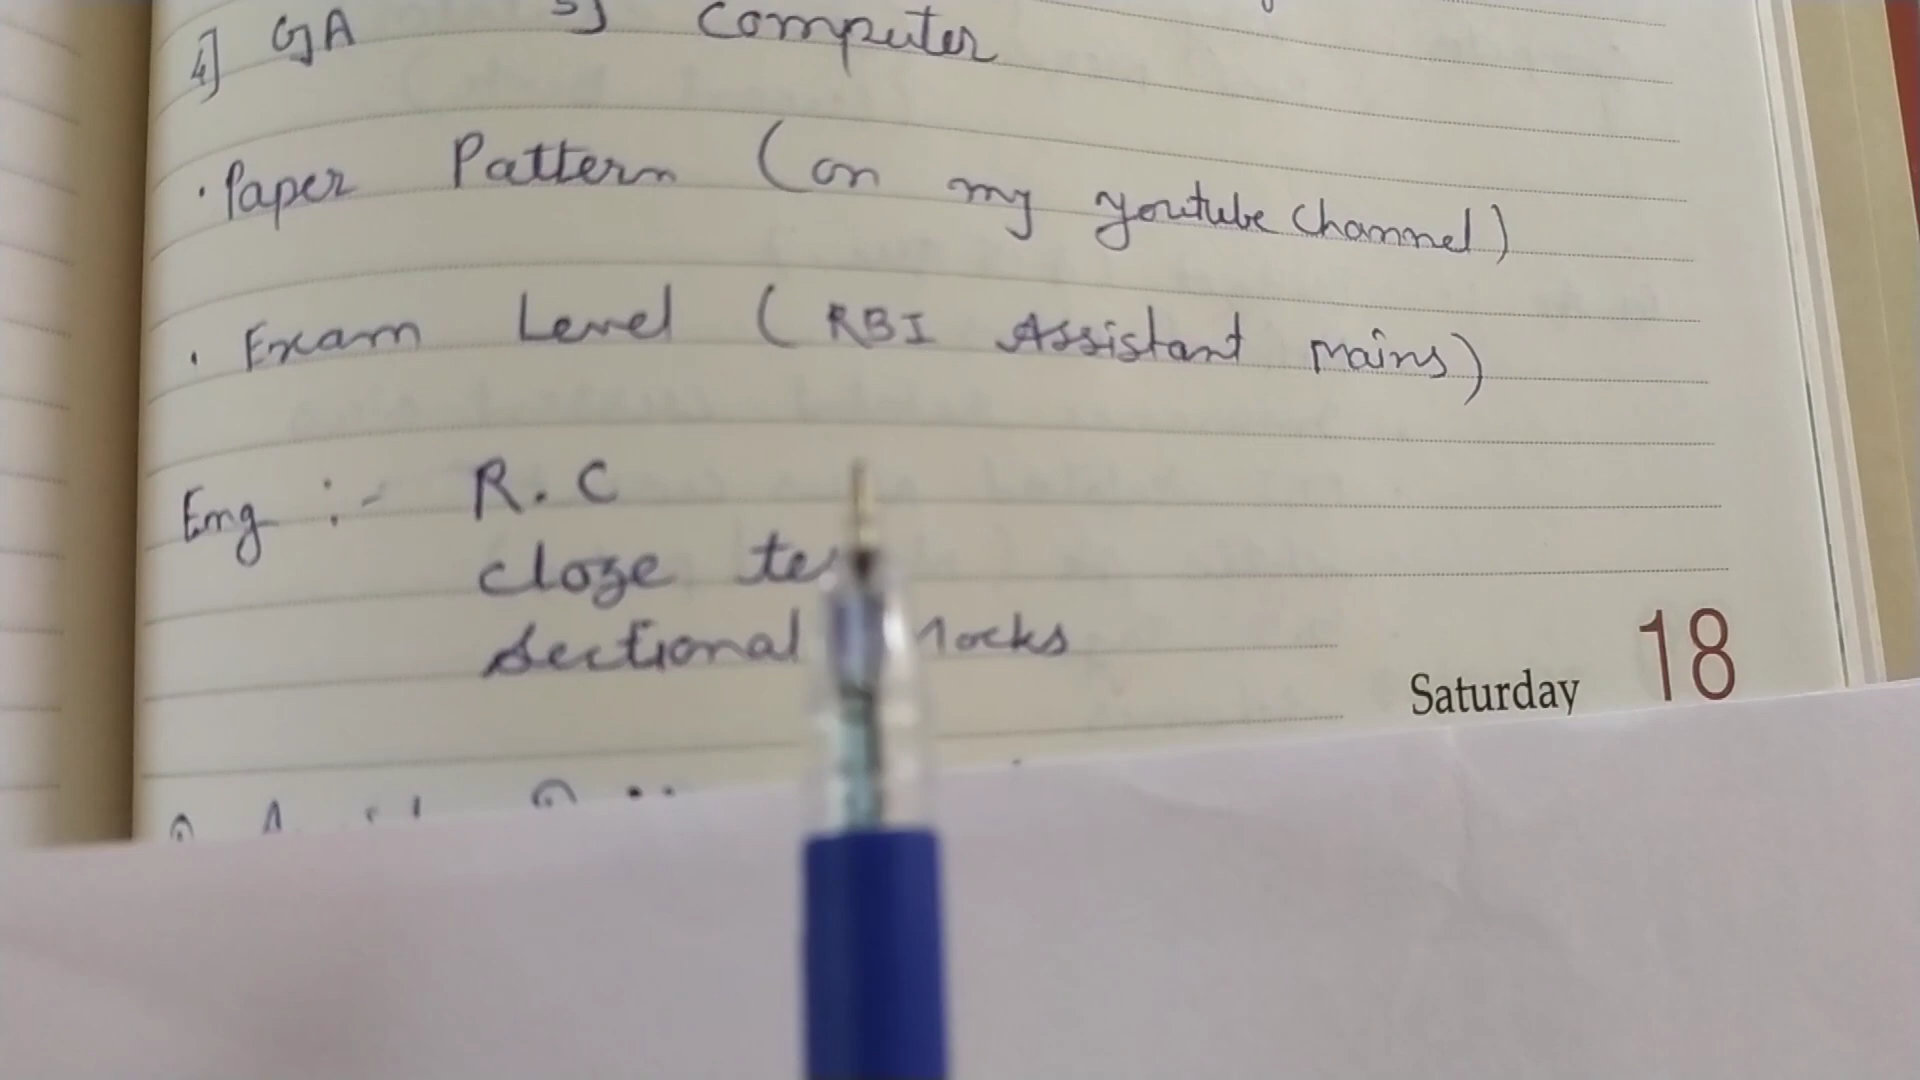 4] GA 5] Computer
. Paper Pattern (on my youtube channel)
. Exam Level (RBI Assistant mains)
Eng :- R.C
cloze
sectional
Saturday 18